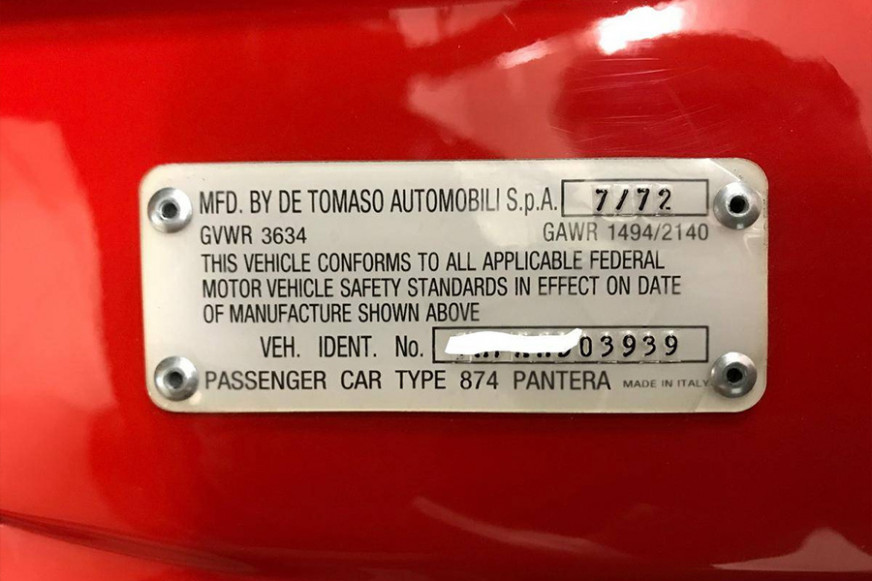 MFD. BY DE TOMASO AUTOMOBILI S.p.A. 7/72
GVWR 3634 GAWR 1494/2140
THIS VEHICLE CONFORMS TO ALL APPLICABLE FEDERAL
MOTOR VEHICLE SAFETY STANDARDS IN EFFECT ON DATE
OF MANUFACTURE SHOWN ABOVE
VEH. IDENT. No. 03939
PASSENGER CAR TYPE 874 PANTERA MADE IN ITALY